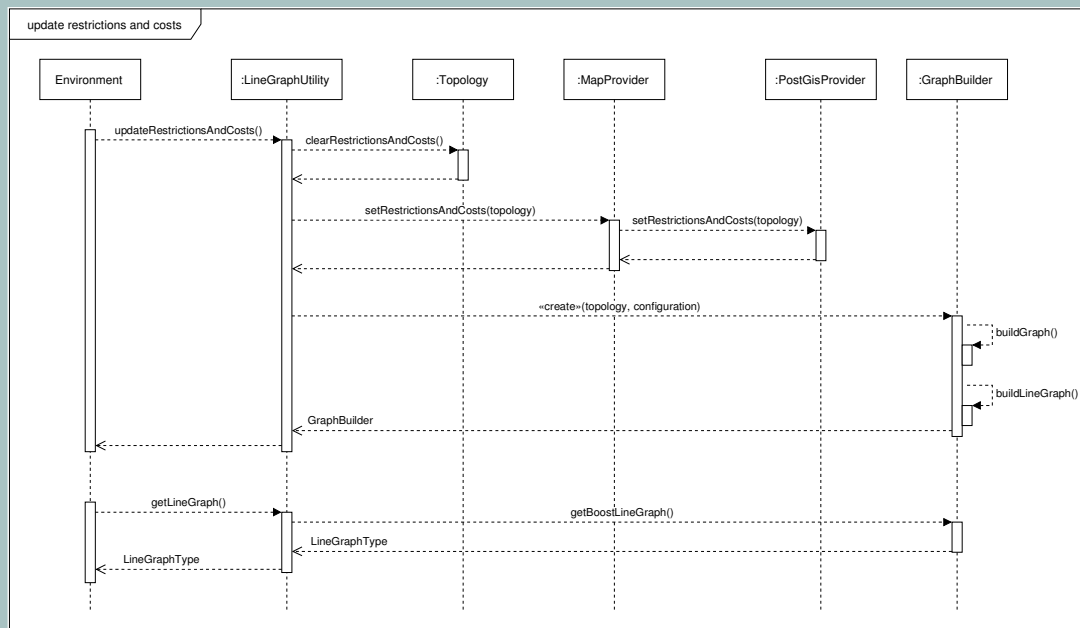 update restrictions and costs
Environment
:LineGraphUtility
:Topology
:MapProvider
:PostGisProvider
:GraphBuilder
updateRestrictionsAndCosts()
clearRestrictionsAndCosts()
setRestrictionsAndCosts(topology)
setRestrictionsAndCosts(topology)
«create»(topology, configuration)
buildGraph()
buildLineGraph()
GraphBuilder
getLineGraph()
getBoostLineGraph()
LineGraphType
LineGraphType